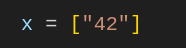 x = ["42"]